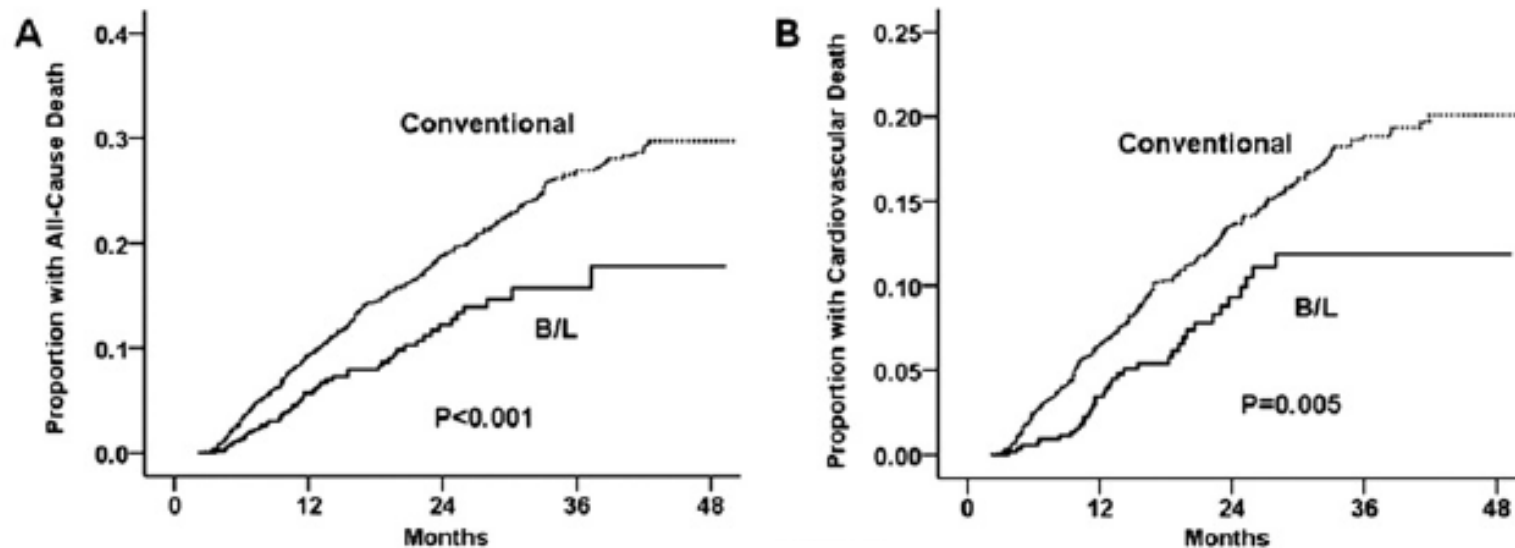 A
Proportion with All-Cause Death
0.4
0.3
0.2
0.1
0.0
Conventional
B/L
P<0.001
0 12 24 36 48
Months
B
Proportion with Cardiovascular Death
0.25
0.20
0.15
0.10
0.05
0.00
Conventional
B/L
P=0.005
0 12 24 36 48
Months